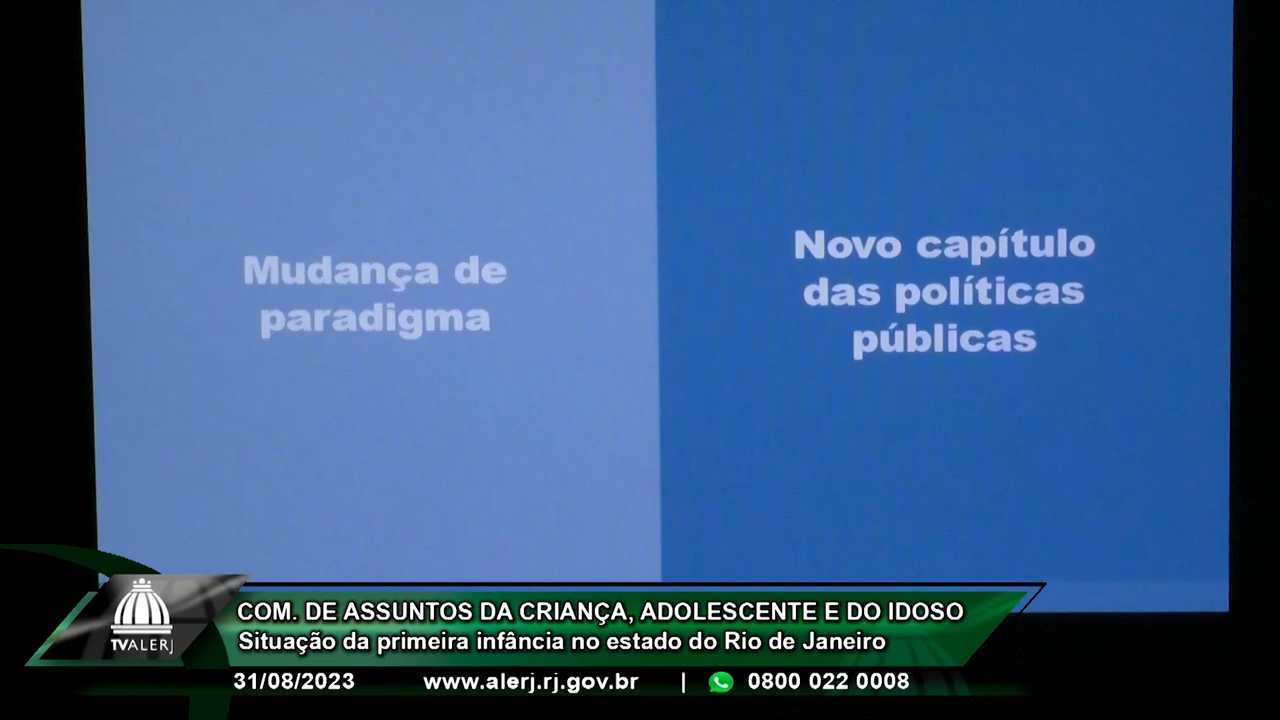 Mudança de
paradigma
Novo capítulo
das políticas
públicas
COM. DE ASSUNTOS DA CRIANÇA, ADOLESCENTE E DO IDOSO
Situação da primeira infância no estado do Rio de Janeiro
TVALERJ
31/08/2023 www.alerj.rj.gov.br | 0800 022 0008